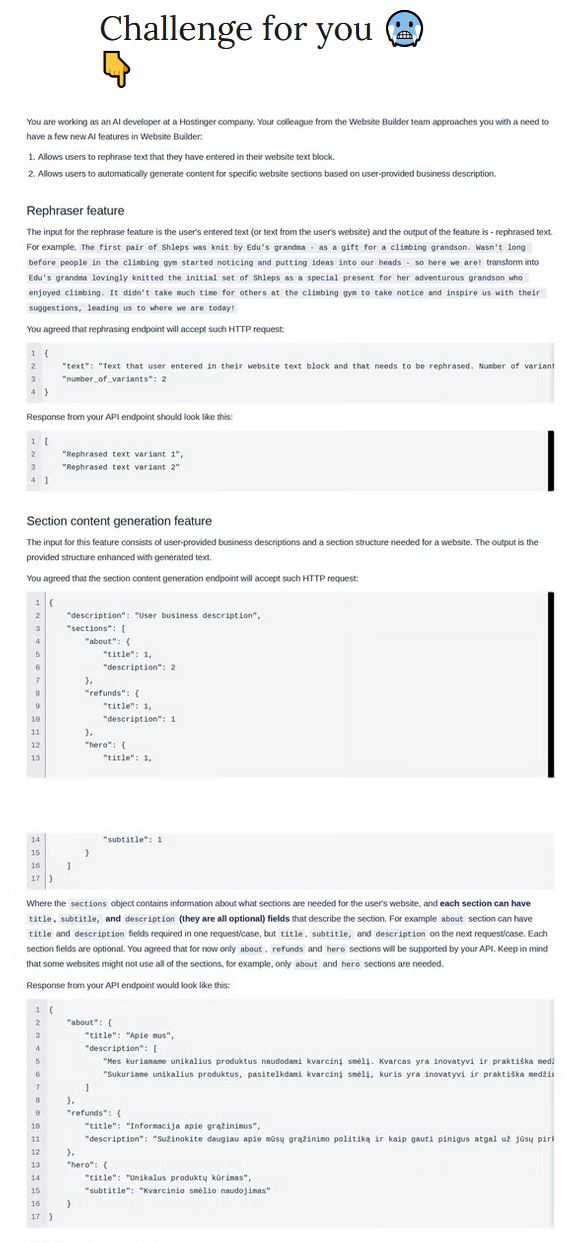 Challenge for you 🥶
👇
You are working as an AI developer at a Hostinger company. Your colleague from the Website Builder team approaches you with a need to
have a few new AI features in Website Builder:
1. Allows users to rephrase text that they have entered in their website text block.
2. Allows users to automatically generate content for specific website sections based on user-provided business description.
Rephraser feature
The input for the rephrase feature is the user's entered text (or text from the user's website) and the output of the feature is - rephrased text.
For example, The first pair of Shleps was knit by Edu's grandma - as a gift for a climbing grandson. Wasn't long
before people in the climbing gym started noticing and putting ideas into our heads - so here we are! transform into
Edu's grandma lovingly knitted the initial set of Shleps as a special present for her adventurous grandson who
enjoyed climbing. It didn't take much time for others at the climbing gym to take notice and inspire us with their
suggestions, leading us to where we are today!
You agreed that rephrasing endpoint will accept such HTTP request:
1 {
2 "text": "Text that user entered in their website text block and that needs to be rephrased. Number of variant
3 "number_of_variants": 2
4 }
Response from your API endpoint should look like this:
1 [
2 "Rephrased text variant 1",
3 "Rephrased text variant 2"
4 ]
Section content generation feature
The input for this feature consists of user-provided business descriptions and a section structure needed for a website. The output is the
provided structure enhanced with generated text.
You agreed that the section content generation endpoint will accept such HTTP request:
1 {
2 "description": "User business description",
3 "sections": [
4 "about": {
5 "title": 1,
6 "description": 2
7 },
8 "refunds": {
9 "title": 1,
10 "description": 1
11 },
12 "hero": {
13 "title": 1,
14 "subtitle": 1
15 }
16 ]
17 }
Where the sections object contains information about what sections are needed for the user's website, and each section can have
title, subtitle, and description (they are all optional) fields that describe the section. For example about section can have
title and description fields required in one request/case, but title, subtitle, and description on the next request/case. Each
section fields are optional. You agreed that for now only about, refunds and hero sections will be supported by your API. Keep in mind
that some websites might not use all of the sections, for example, only about and hero sections are needed.
Response from your API endpoint would look like this:
1 {
2 "about": {
3 "title": "Apie mus",
4 "description": [
5 "Mes kuriamame unikalius produktus naudodami kvarcinį smėlį. Kvarcas yra inovatyvi ir praktiška medž
6 "Sukuriame unikalius produktus, pasitelkdami kvarcinį smėlį, kuris yra inovatyvi ir praktiška medžia
7 ]
8 },
9 "refunds": {
10 "title": "Informacija apie grąžinimus",
11 "description": "Sužinokite daugiau apie mūsų grąžinimo politiką ir kaip gauti pinigus atgal už jūsų pirk
12 },
13 "hero": {
14 "title": "Unikalus produktų kūrimas",
15 "subtitle": "Kvarcinio smėlio naudojimas"
16 }
17 }